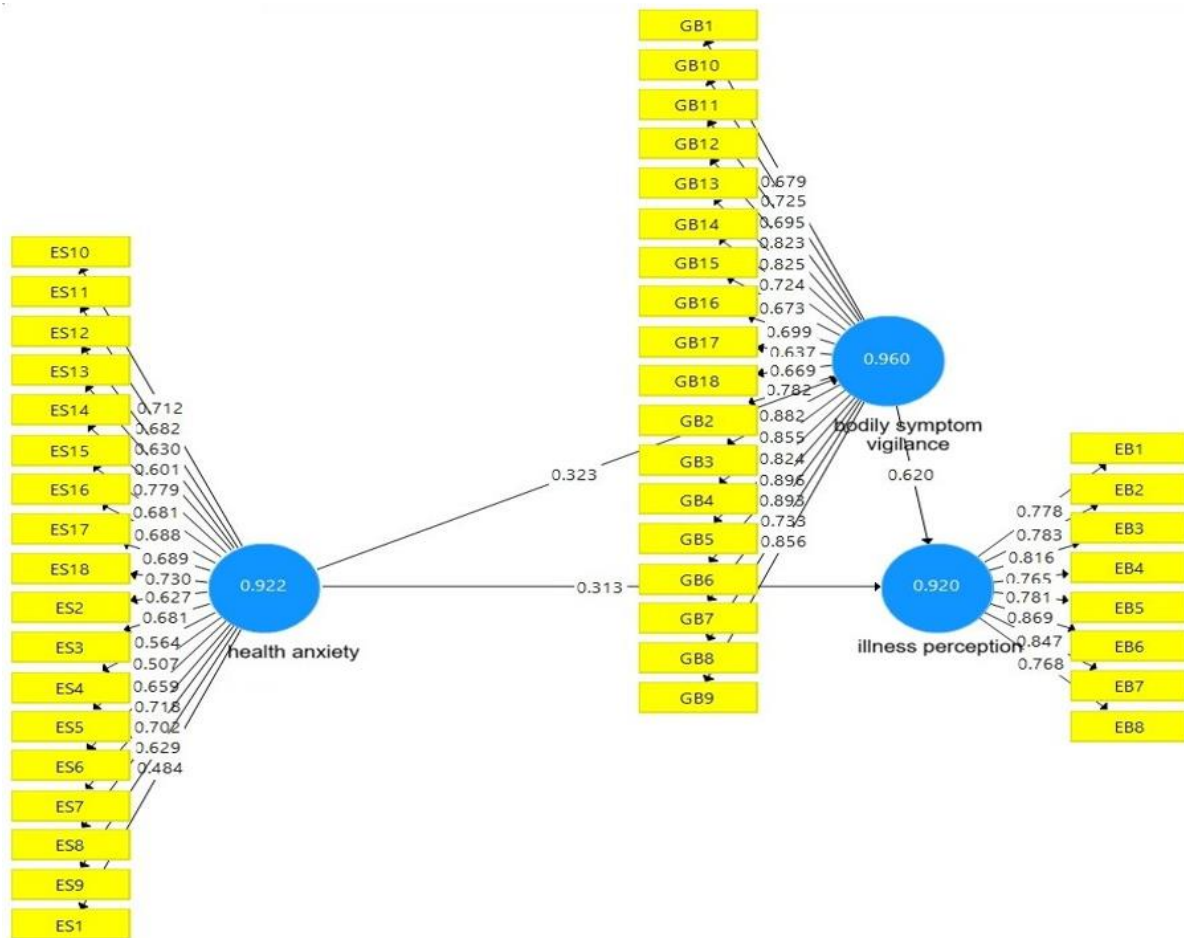 GB1
GB10
GB11
GB12
GB13
GB14
GB15
GB16
GB17
GB18
GB2
GB3
GB4
GB5
GB6
GB7
GB8
GB9
0.679
0.725
0.695
0.823
0.825
0.724
0.673
0.699
0.637
0.669
0.782
0.882
0.855
0.824
0.896
0.893
0.733
0.856
0.960
bodily symptom
vigilance
ES10
ES11
ES12
ES13
ES14
ES15
ES16
ES17
ES18
ES2
ES3
ES4
ES5
ES6
ES7
ES8
ES9
ES1
0.712
0.682
0.630
0.601
0.779
0.681
0.688
0.689
0.730
0.627
0.681
0.564
0.507
0.659
0.718
0.702
0.629
0.484
0.922
health anxiety
0.323
0.313
0.620
0.920
illness perception
0.778
0.783
0.816
0.765
0.781
0.869
0.847
0.768
EB1
EB2
EB3
EB4
EB5
EB6
EB7
EB8